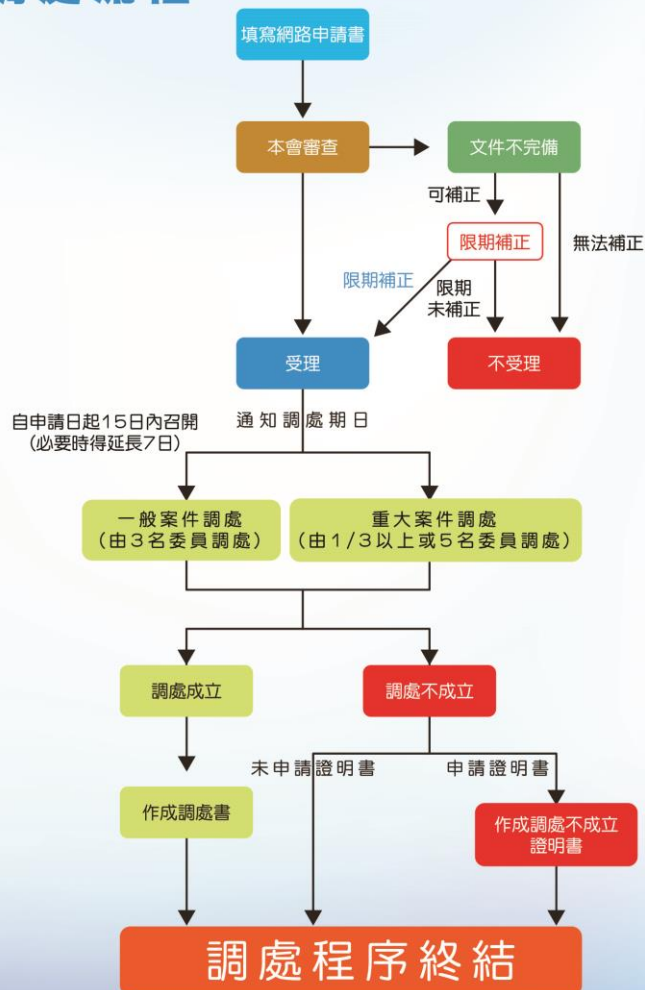 填寫網路申請書
本會審查
文件不完備
可補正
限期補正
無法補正
限期補正
限期
未補正
受理
不受理
自申請日起15日內召開
(必要時得延長7日)
通知調處期日
一般案件調處
(由3名委員調處)
重大案件調處
(由1/3以上或5名委員調處)
調處成立
調處不成立
未申請證明書
申請證明書
作成調處書
作成調處不成立
證明書
調處程序終結